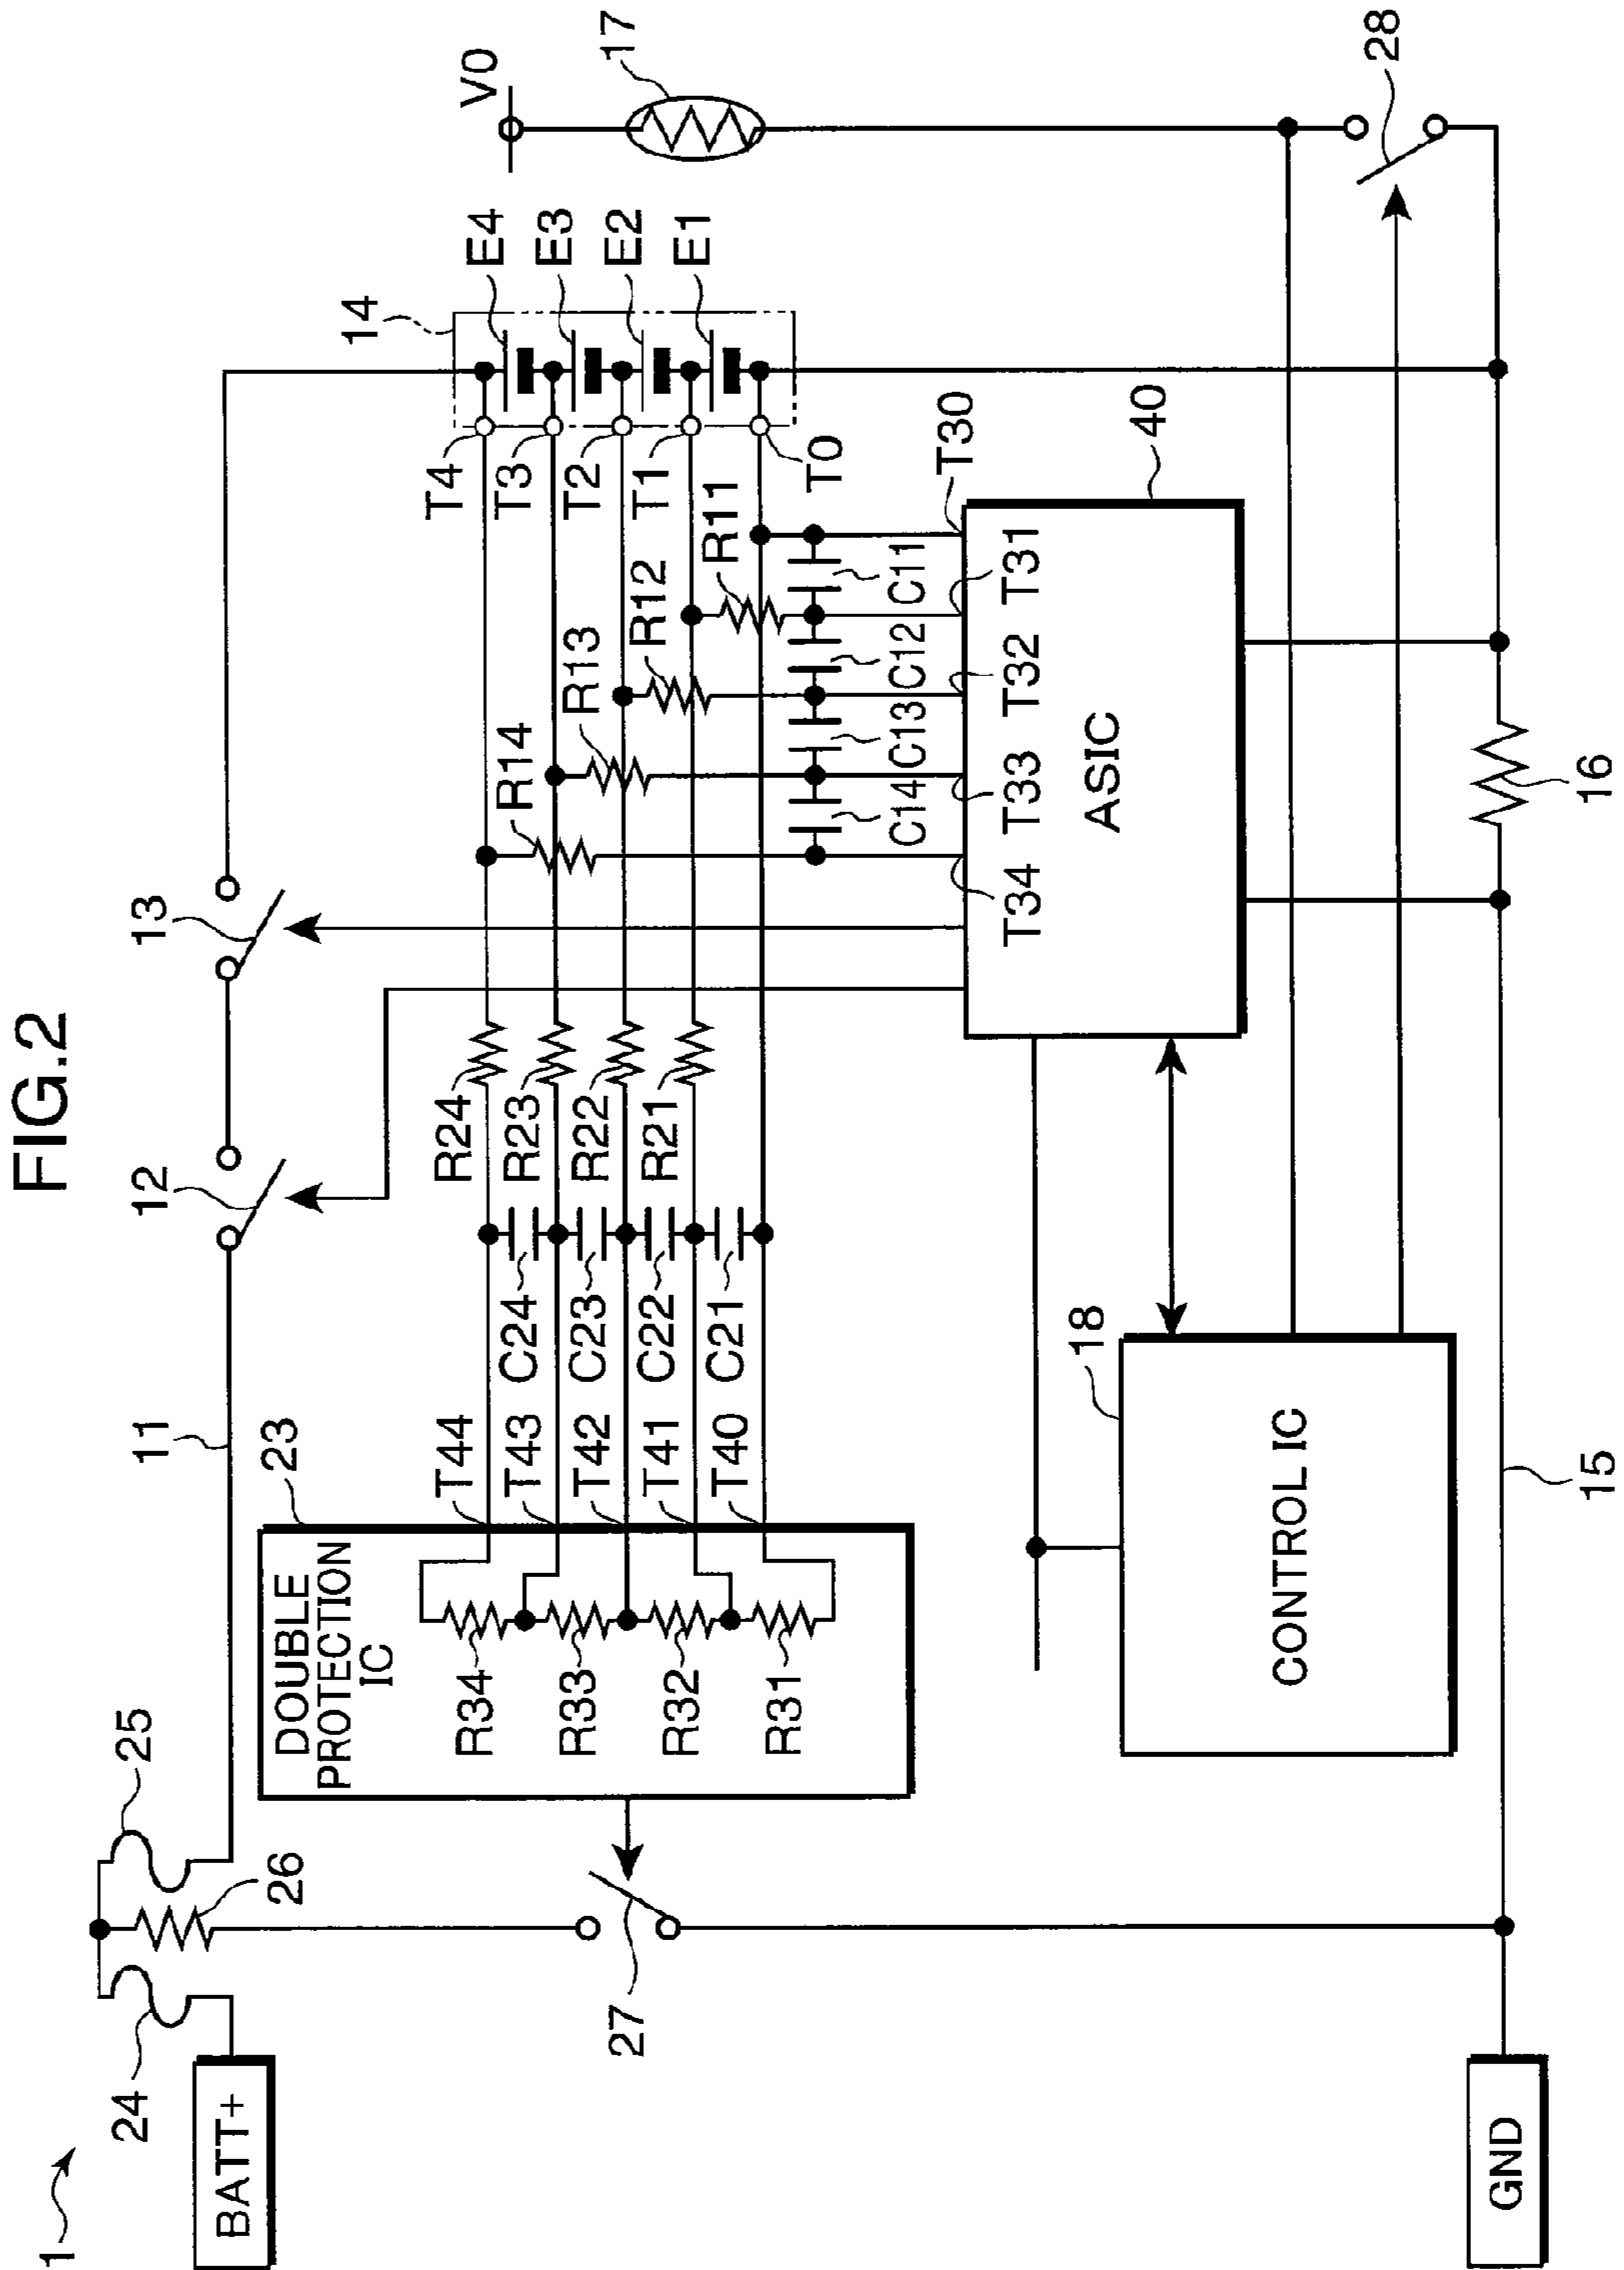 FIG.2
1
24
25
26
11
12
13
14
V0
17
BATT+
27
23
DOUBLE
PROTECTION
IC
R34
R33
R32
R31
T44
T43
T42
T41
T40
C24
C23
C22
C21
R24
R23
R22
R21
R14
R13
R12
R11
T4
T3
T2
T1
T0
E4
E3
E2
E1
C14
C13
C12
C11
T34
T33
T32
T31
T30
ASIC
40
18
CONTROL IC
28
GND
15
16